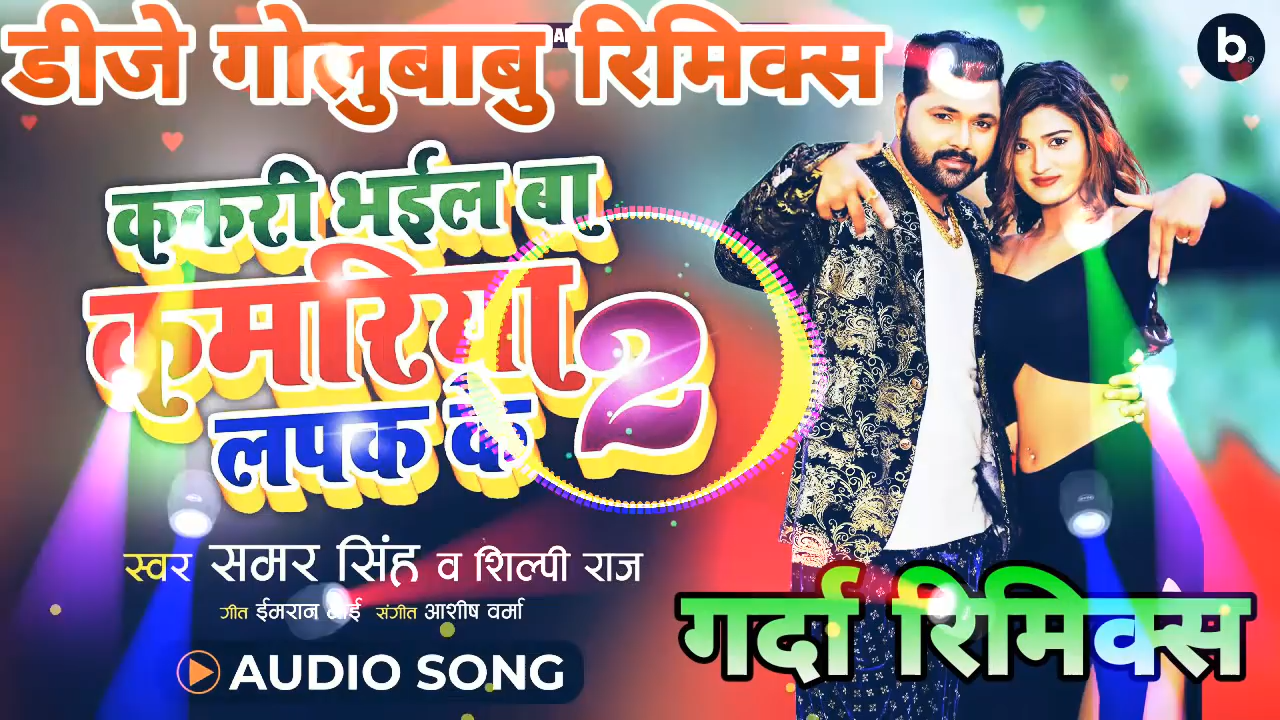 डीजे गोलुबाबु रिमिक्स
b
ककरी भईल बा
कमरिया
लपक के 2
स्वर समर सिंह व शिल्पी राज
गीत ईमरान भाई संगीत आशीष वर्मा
AUDIO SONG
गर्दा रिमिक्स